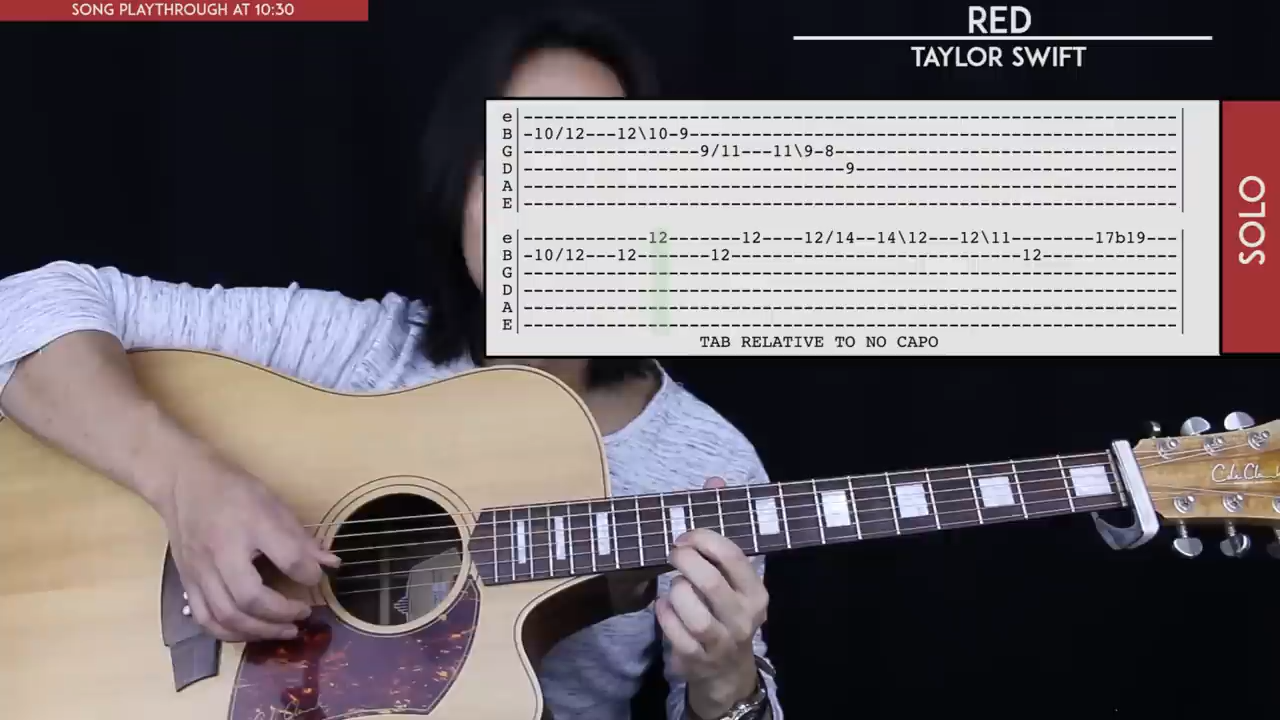 SONG PLAYTHROUGH AT 10:30
RED
TAYLOR SWIFT
e|---------------------------------------------------------------|
B|-10/12---12\10-9-----------------------------------------------|
G|-----------------9/11---11\9-8---------------------------------|
D|-------------------------------9-------------------------------|
A|---------------------------------------------------------------|
E|---------------------------------------------------------------|
e|------------12-------12----12/14--14\12---12\11--------17b19---|
B|-10/12---12-------12----------------------------12-------------|
G|---------------------------------------------------------------|
D|---------------------------------------------------------------|
A|---------------------------------------------------------------|
E|---------------------------------------------------------------|
TAB RELATIVE TO NO CAPO
SOLO